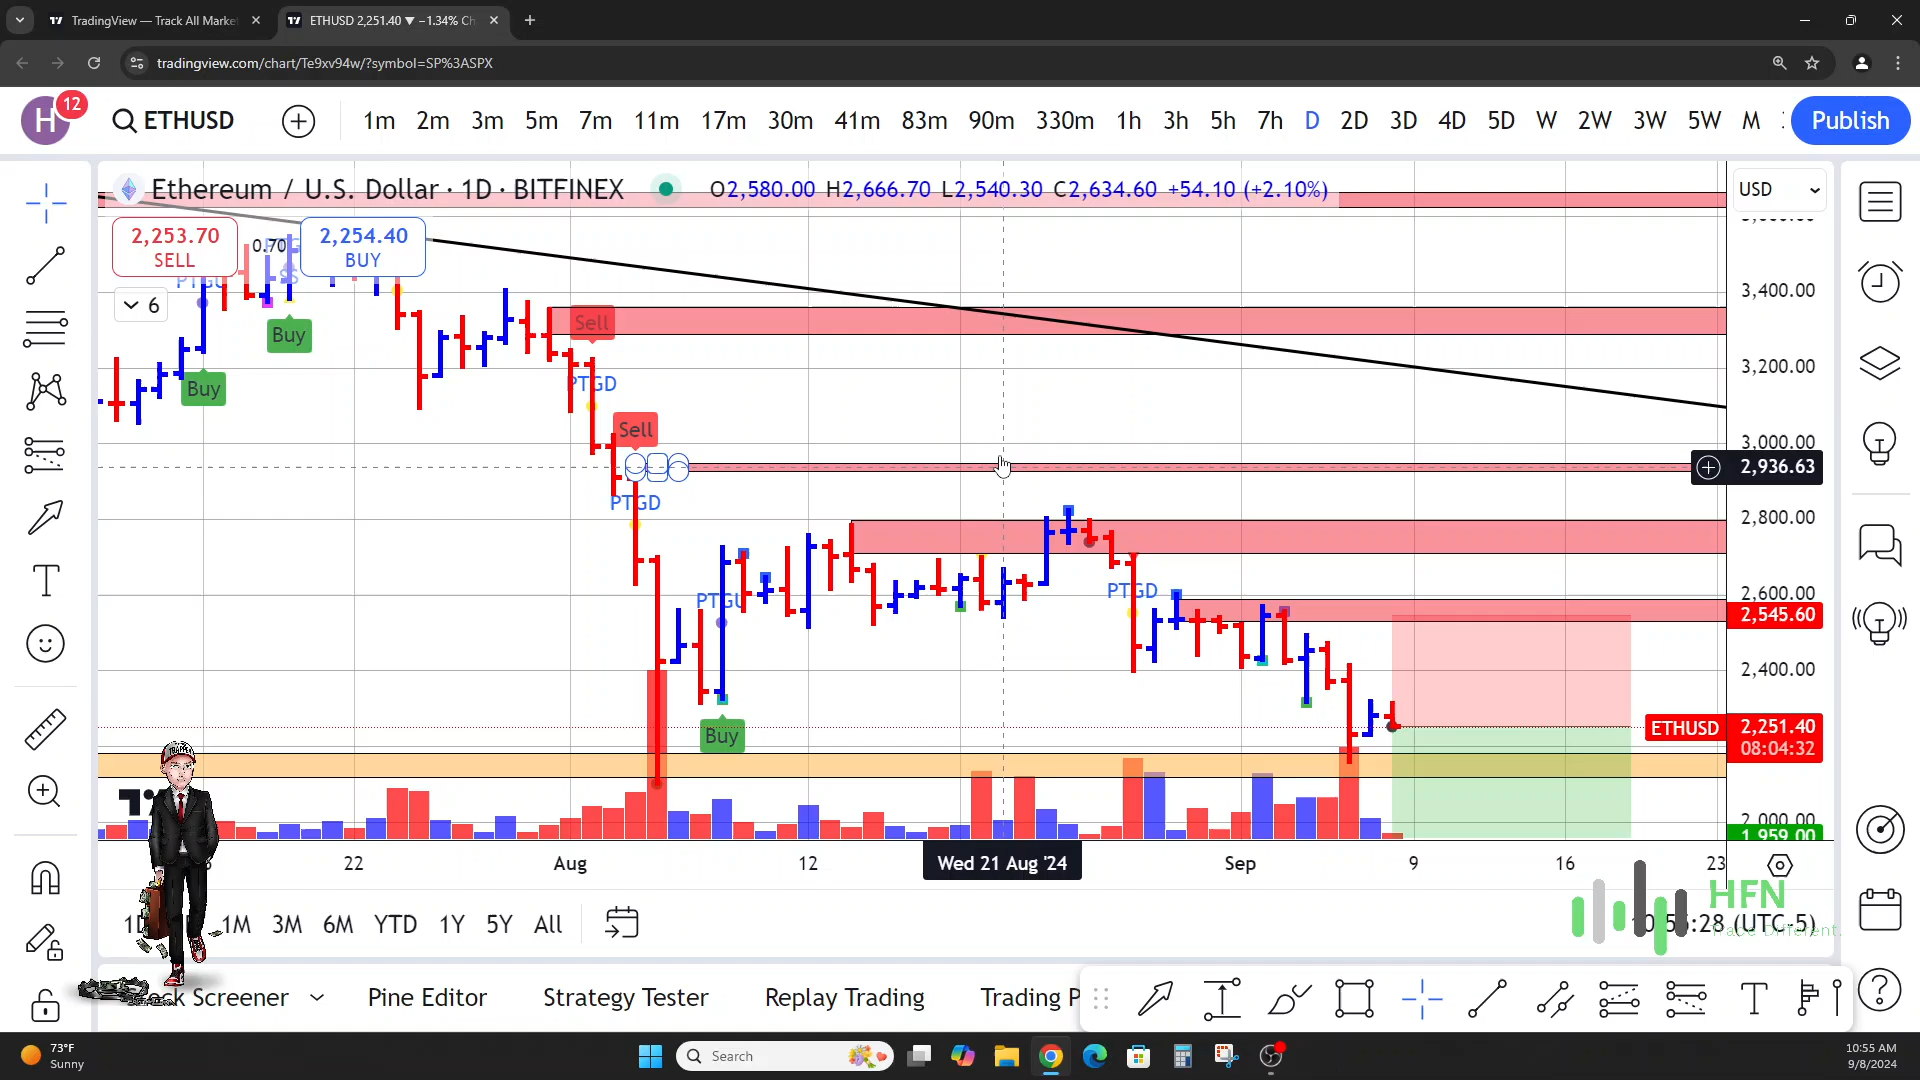 TradingView — Track All Marke
ETHUSD 2,251.40 ▼ −1.34% Ch
tradingview.com/chart/Te9xv94w/?symbol=SP%3ASPX
H
12
ETHUSD
1m 2m 3m 5m 7m 11m 17m 30m 41m 83m 90m 330m 1h 3h 5h 7h D 2D 3D 4D 5D W 2W 3W 5W M
Publish
Ethereum / U.S. Dollar · 1D · BITFINEX
O2,580.00 H2,666.70 L2,540.30 C2,634.60 +54.10 (+2.10%)
USD
2,253.70
SELL
0.70
2,254.40
BUY
6
3,400.00
Sell
Buy
3,200.00
PTGD
Buy
Sell
3,000.00
2,936.63
PTGD
2,800.00
PTGD
2,600.00
PTGU
2,545.60
2,400.00
ETHUSD
2,251.40
08:04:32
Buy
2,000.00
1,959.00
22
Aug
12
Wed 21 Aug '24
Sep
9
16
23
HFN
Trade Different.
1M 3M 6M YTD 1Y 5Y All
(UTC-5)
Screener
Pine Editor
Strategy Tester
Replay Trading
Trading P
73°F
Sunny
Search
10:55 AM
9/8/2024